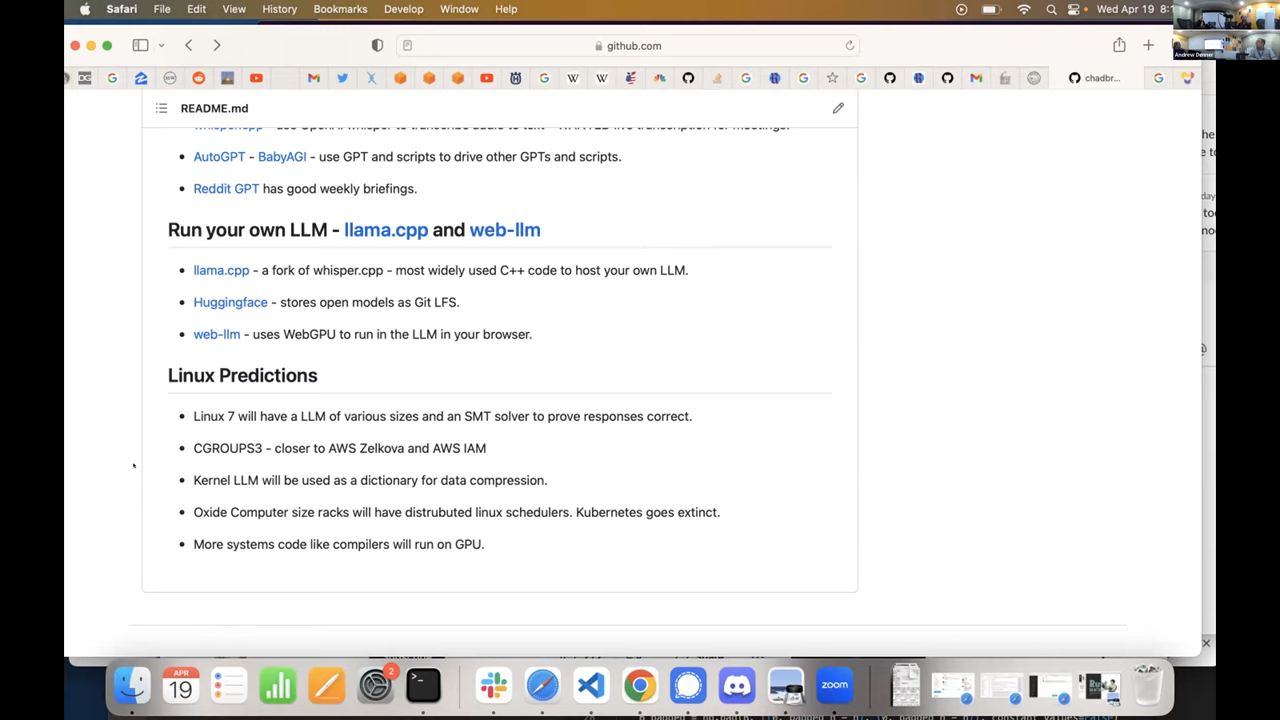 Safari File Edit View History Bookmarks Develop Window Help
Wed Apr 19 8:1
Andrew Denner
github.com
chadbr...
README.md
AutoGPT - BabyAGI - use GPT and scripts to drive other GPTs and scripts.
Reddit GPT has good weekly briefings.
Run your own LLM - llama.cpp and web-llm
llama.cpp - a fork of whisper.cpp - most widely used C++ code to host your own LLM.
Huggingface - stores open models as Git LFS.
web-llm - uses WebGPU to run in the LLM in your browser.
Linux Predictions
Linux 7 will have a LLM of various sizes and an SMT solver to prove responses correct.
CGROUPS3 - closer to AWS Zelkova and AWS IAM
Kernel LLM will be used as a dictionary for data compression.
Oxide Computer size racks will have distrubuted linux schedulers. Kubernetes goes extinct.
More systems code like compilers will run on GPU.
APR
19
2
zoom